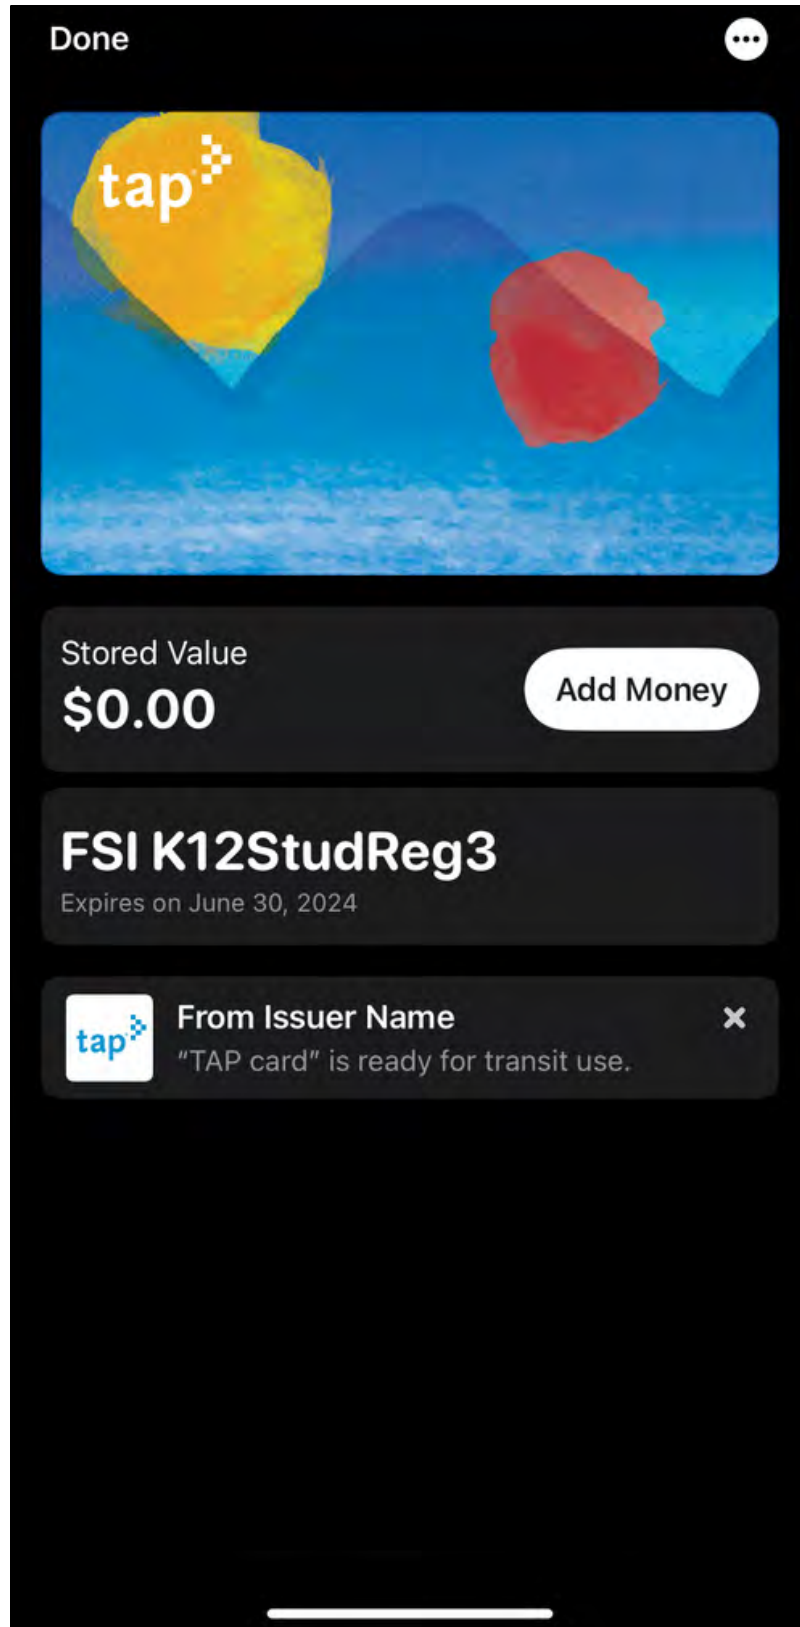 Done
tap
Stored Value
$0.00
Add Money
FSI K12StudReg3
Expires on June 30, 2024
tap
From Issuer Name
“TAP card” is ready for transit use.